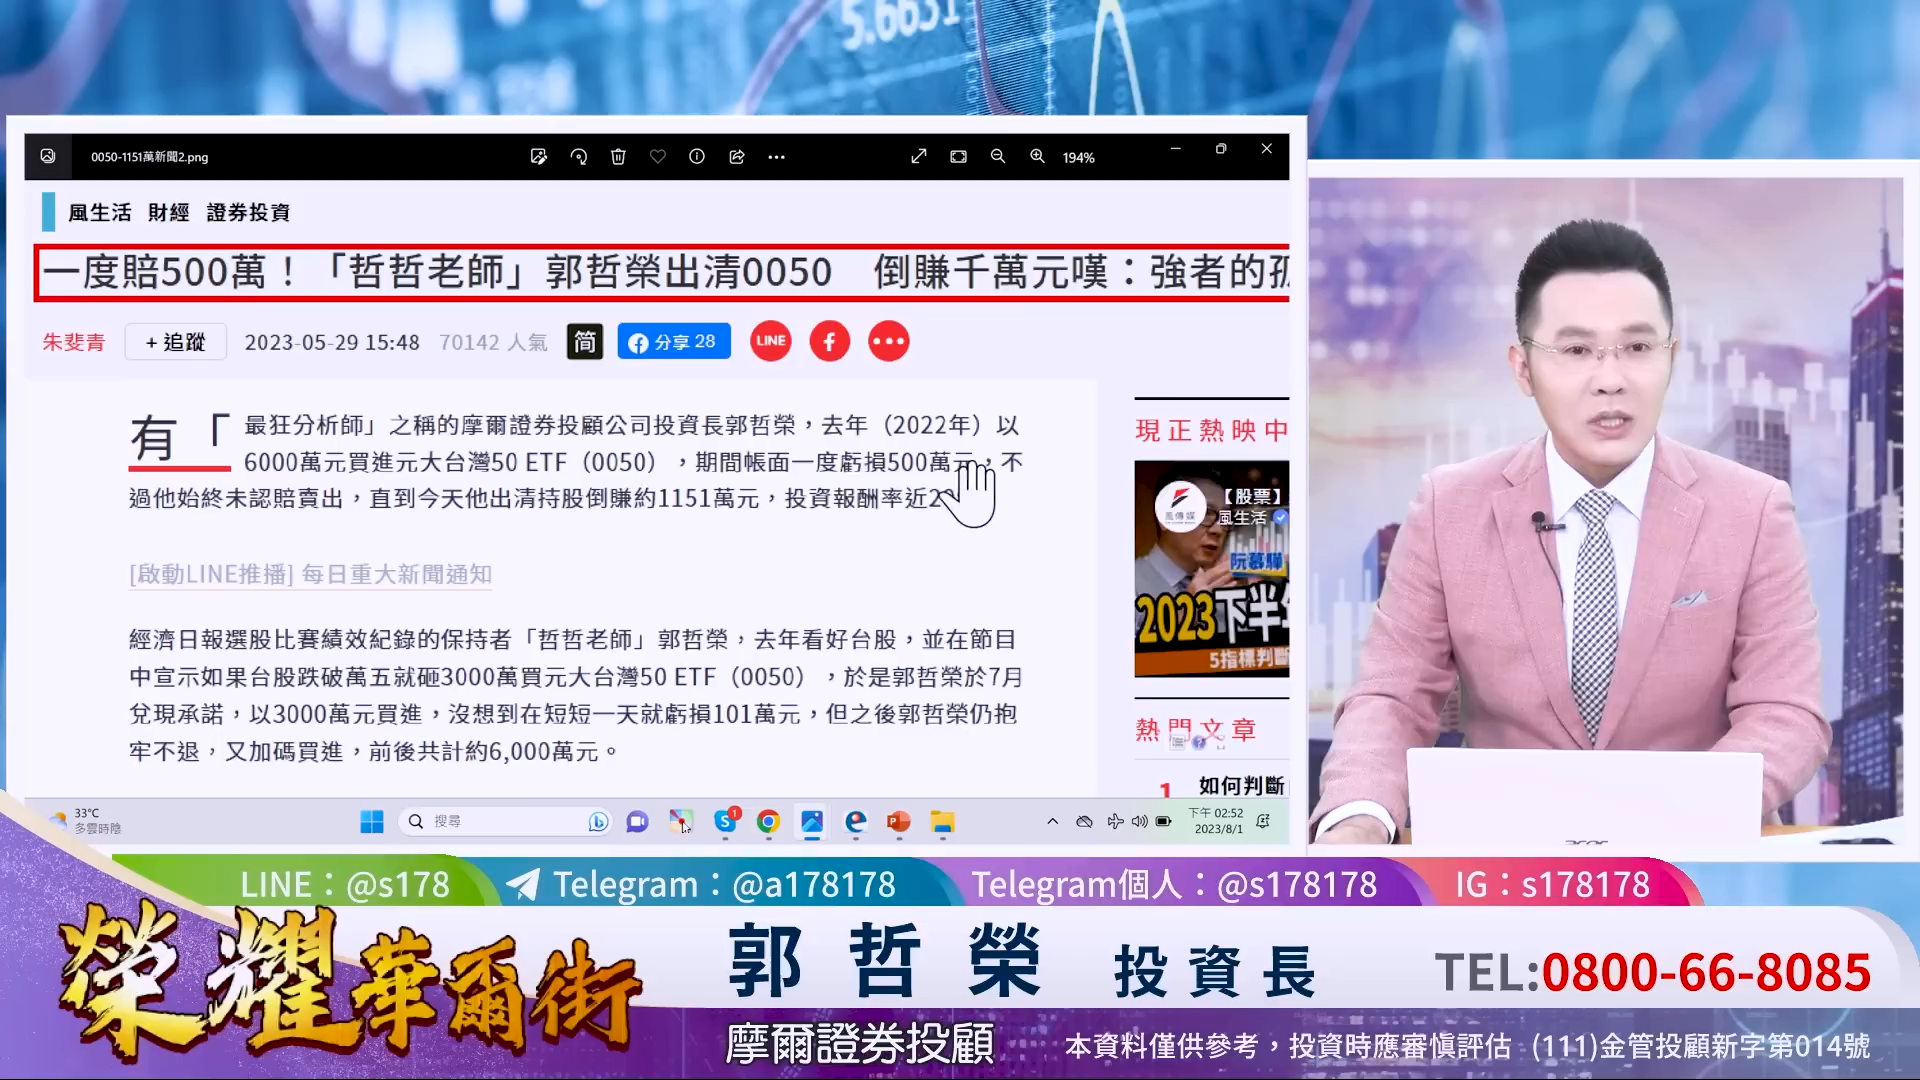 5.6631
0050-1151萬新聞2.png
194%
風生活 財經 證券投資
一度賠500萬！「哲哲老師」郭哲榮出清0050 倒賺千萬元嘆：強者的孤
朱斐青 + 追蹤 2023-05-29 15:48 70142 人氣 简 分享 28 LINE
有「最狂分析師」之稱的摩爾證券投顧公司投資長郭哲榮，去年（2022年）以
6000萬元買進元大台灣50 ETF（0050），期間帳面一度虧損500萬元，不
過他始終未認賠賣出，直到今天他出清持股倒賺約1151萬元，投資報酬率近2
[啟動LINE推播] 每日重大新聞通知
經濟日報選股比賽績效紀錄的保持者「哲哲老師」郭哲榮，去年看好台股，並在節目
中宣示如果台股跌破萬五就砸3000萬買元大台灣50 ETF（0050），於是郭哲榮於7月
兌現承諾，以3000萬元買進，沒想到在短短一天就虧損101萬元，但之後郭哲榮仍抱
牢不退，又加碼買進，前後共計約6,000萬元。
現正熱映中
風傳媒
【股票】
風生活
阮慕驊
2023下半年
5指標判斷
熱門文章
1 如何判斷
33°C
多雲時陰
搜尋
1
下午 02:52
2023/8/1
acer
LINE：@s178
Telegram：@a178178
Telegram個人：@s178178
IG：s178178
榮耀華爾街
郭哲榮 投資長
TEL:0800-66-8085
摩爾證券投顧
本資料僅供參考，投資時應審慎評估 (111)金管投顧新字第014號